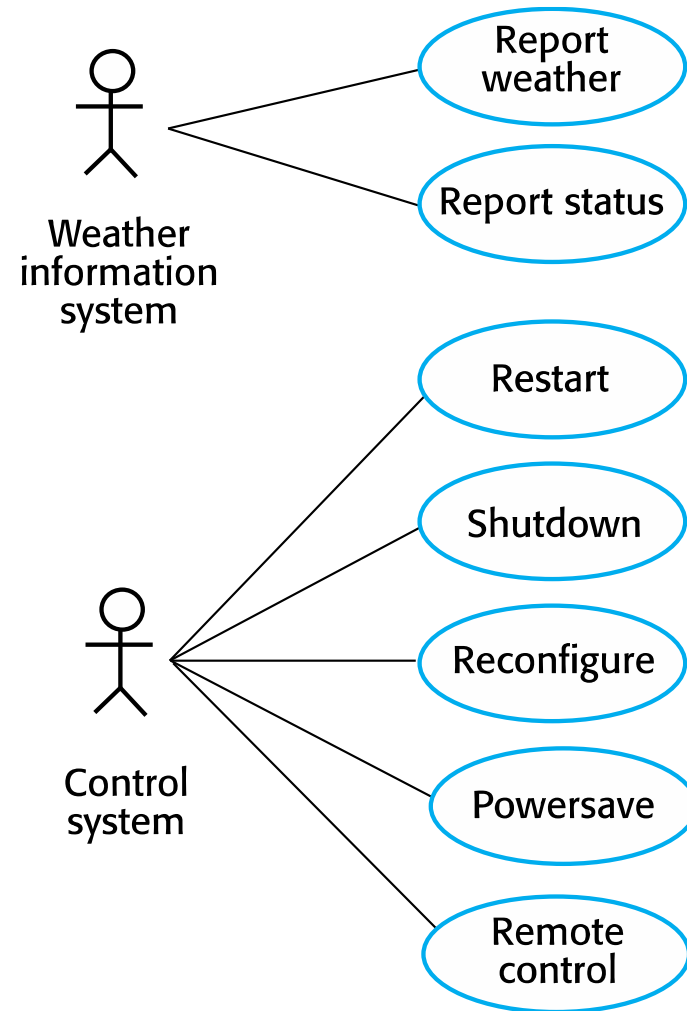 Report
weather
Report status
Weather
information
system
Restart
Shutdown
Reconfigure
Control
system
Powersave
Remote
control